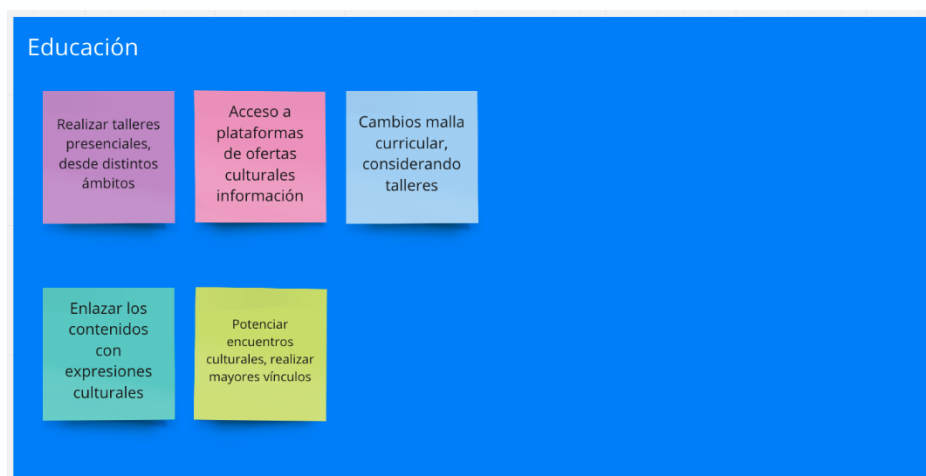 Educación
Realizar talleres
presenciales,
desde distintos
ámbitos
Acceso a
plataformas
de ofertas
culturales
información
Cambios malla
curricular,
considerando
talleres
Enlazar los
contenidos
con
expresiones
culturales
Potenciar
encuentros
culturales, realizar
mayores vínculos